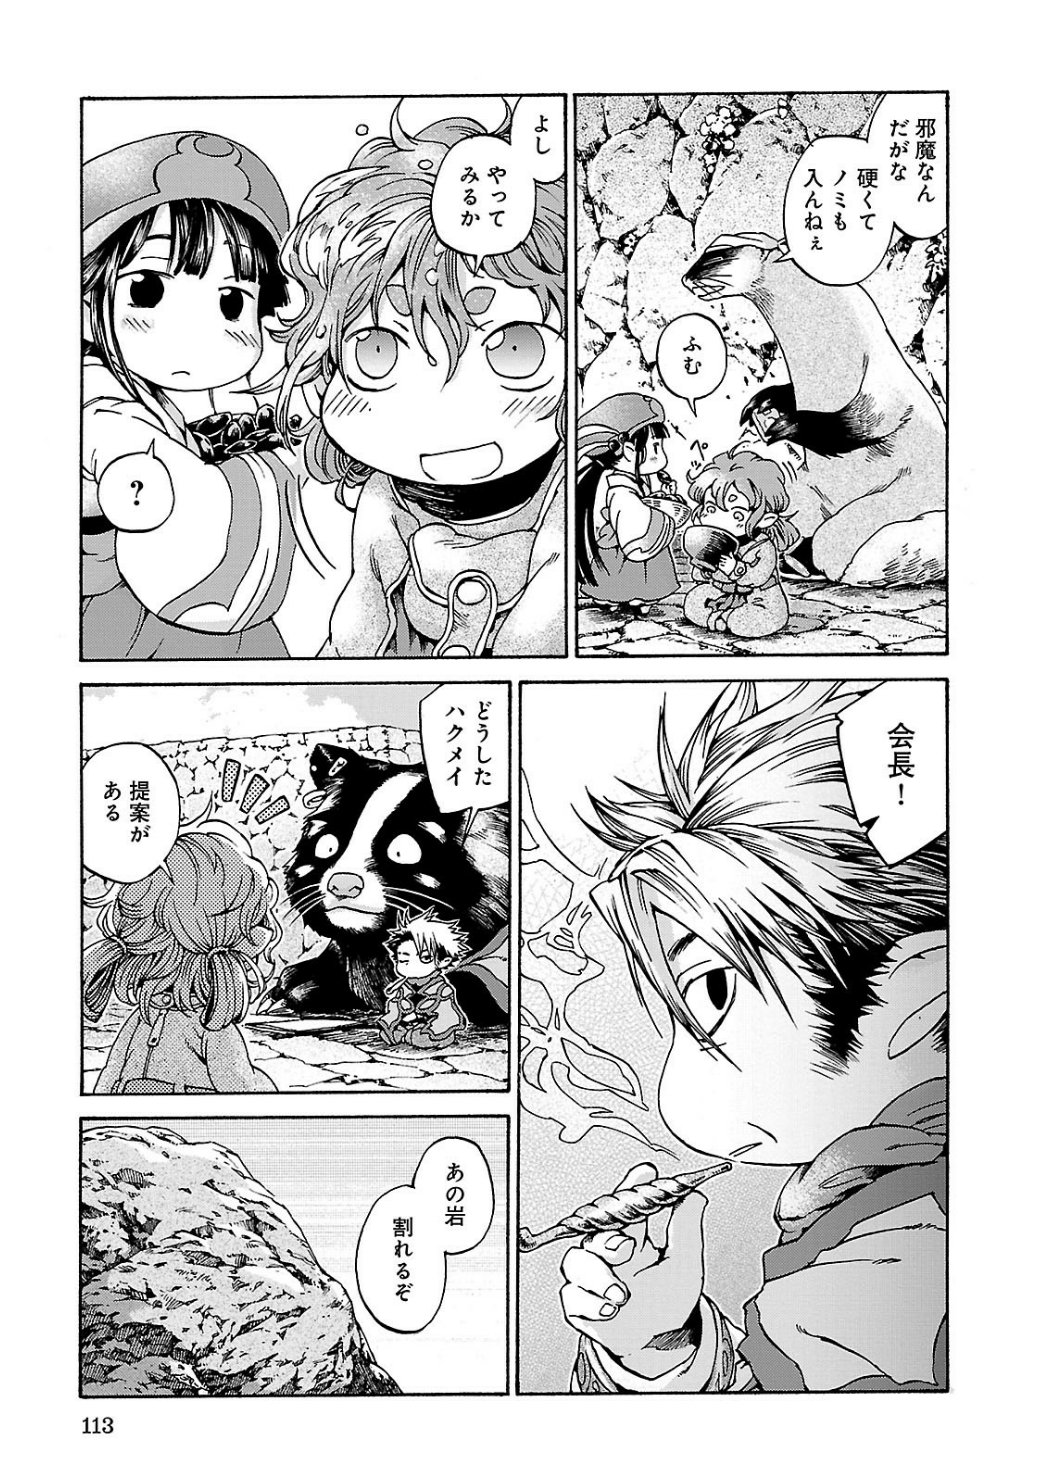 邪魔なん
だがな
硬くて
ノミも
入んねぇ
ふむ
ペ
よし
やって
みるか
?
会長!
どうした
ハクメイ
提案が
ある
あの岩
割れるぞ
113